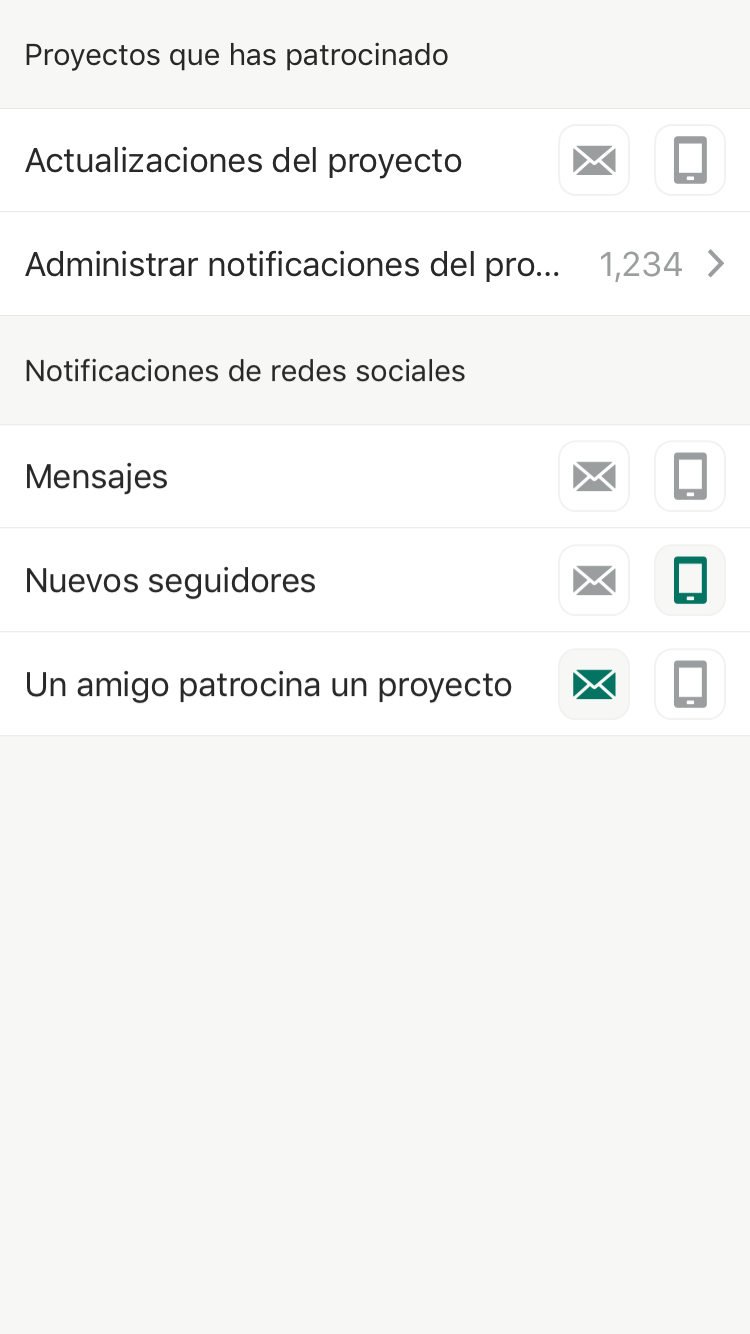 Proyectos que has patrocinado
Actualizaciones del proyecto
Administrar notificaciones del pro... 1,234
Notificaciones de redes sociales
Mensajes
Nuevos seguidores
Un amigo patrocina un proyecto